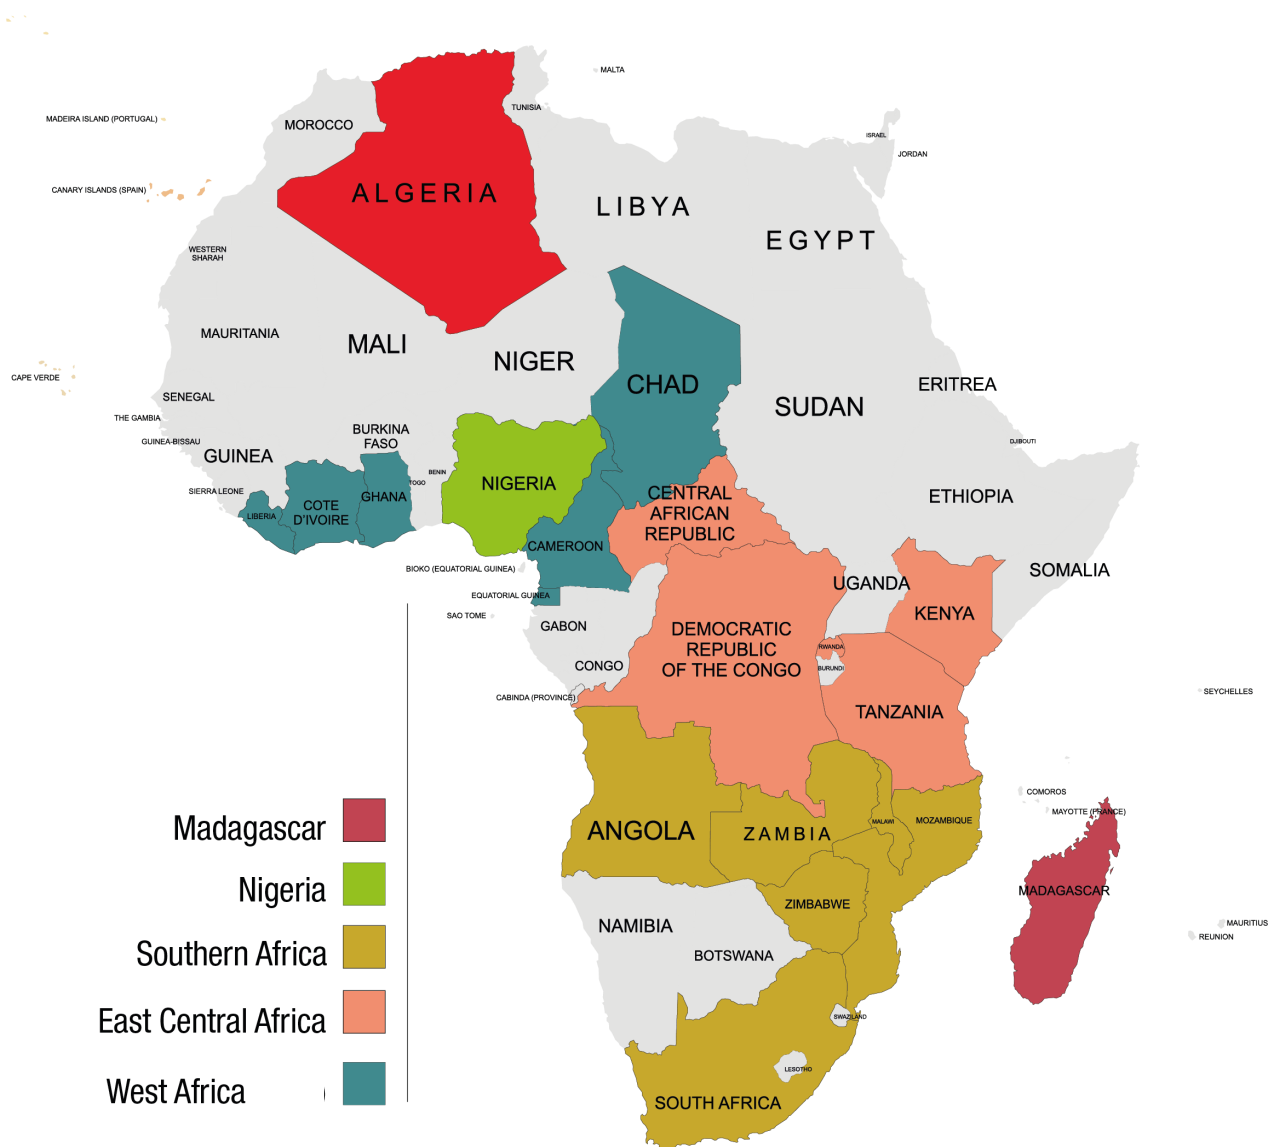 MALTA
TUNISIA
MADEIRA ISLAND (PORTUGAL)
MOROCCO
ISRAEL
JORDAN
CANARY ISLANDS (SPAIN)
ALGERIA
LIBYA
EGYPT
WESTERN
SHARAH
MAURITANIA
MALI
NIGER
CHAD
CAPE VERDE
ERITREA
SENEGAL
SUDAN
THE GAMBIA
BURKINA
FASO
GUINEA-BISSAU
DJIBOUTI
GUINEA
BENIN
TOGO
NIGERIA
SIERRA LEONE
GHANA
CENTRAL
AFRICAN
REPUBLIC
ETHIOPIA
LIBERIA
COTE
D'IVOIRE
CAMEROON
BIOKO (EQUATORIAL GUINEA)
UGANDA
SOMALIA
EQUATORIAL GUINEA
SAO TOME
KENYA
GABON
DEMOCRATIC
REPUBLIC
OF THE CONGO
RWANDA
BURUNDI
CONGO
CABINDA (PROVINCE)
SEYCHELLES
TANZANIA
COMOROS
MAYOTTE (FRANCE)
ANGOLA
ZAMBIA
MALAWI
MOZAMBIQUE
MADAGASCAR
ZIMBABWE
NAMIBIA
BOTSWANA
MAURITIUS
REUNION
SWAZILAND
LESOTHO
SOUTH AFRICA
Madagascar
Nigeria
Southern Africa
East Central Africa
West Africa